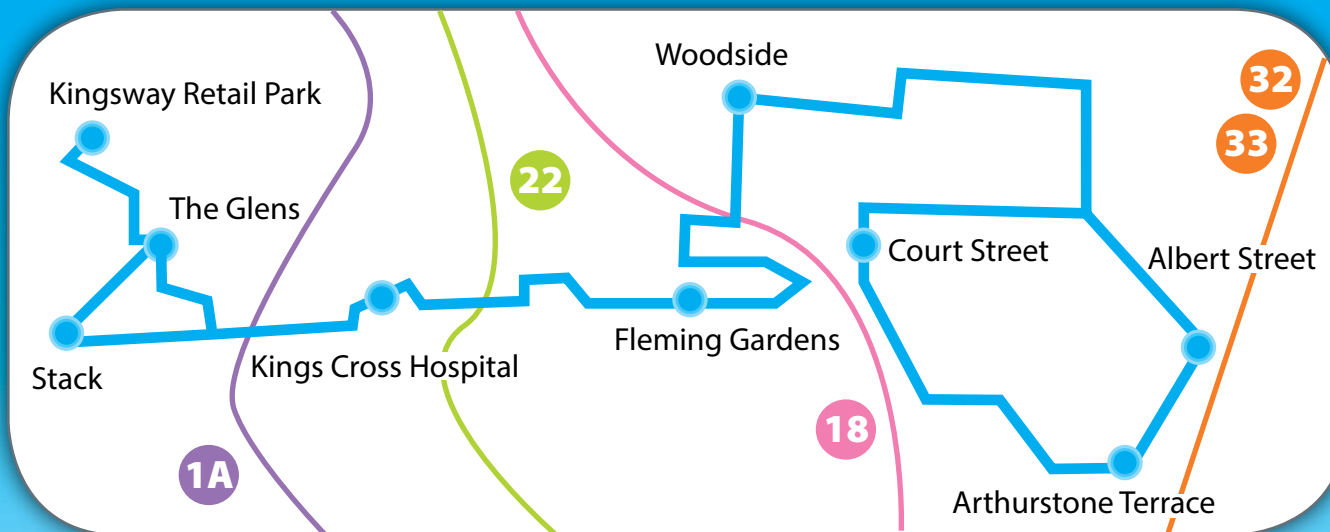 Woodside
32
Kingsway Retail Park
33
22
The Glens
Court Street
Albert Street
Fleming Gardens
Kings Cross Hospital
Stack
18
1A
Arthurstone Terrace